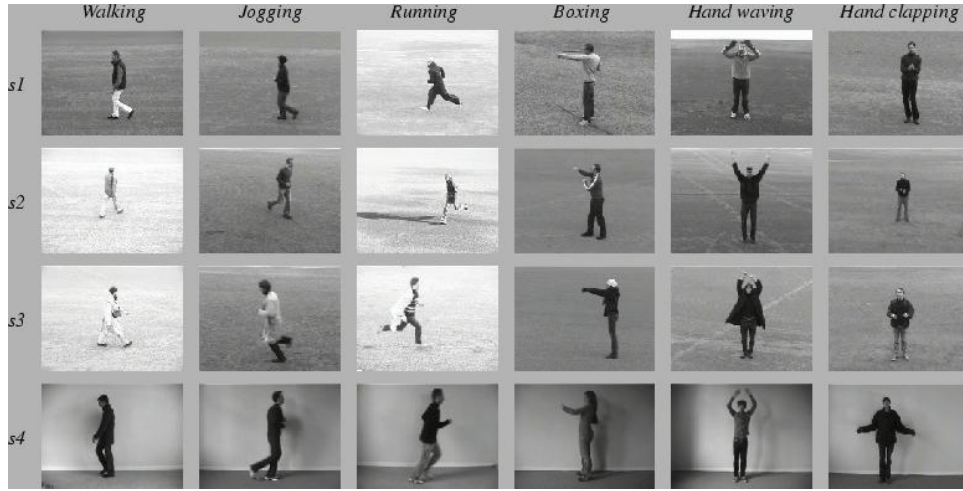 Walking Jogging Running Boxing Hand waving Hand clapping
s1
s2
s3
s4